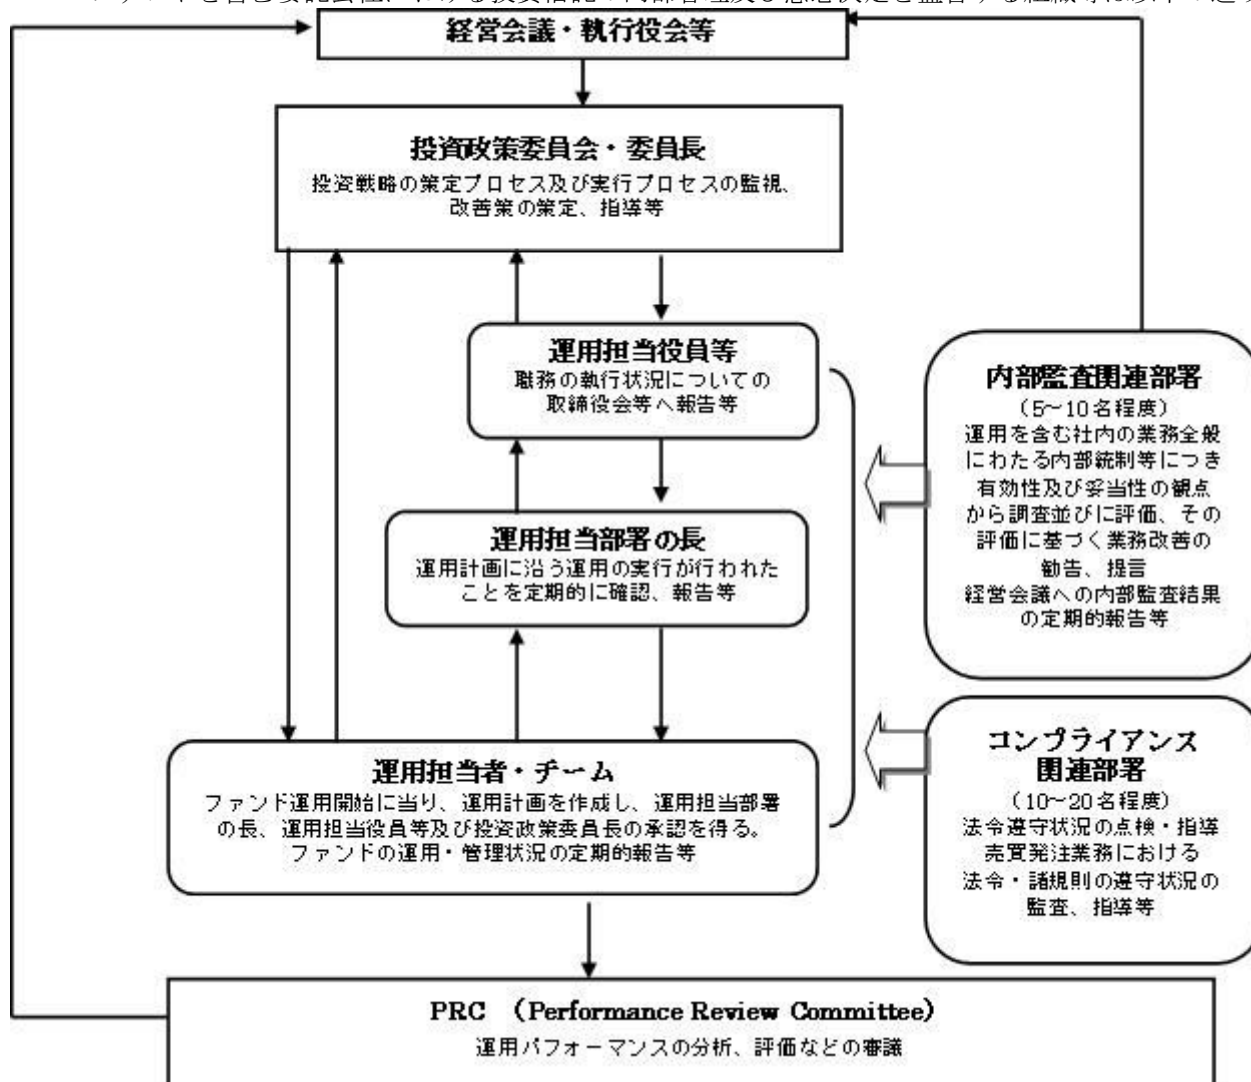 経営会議・執行役会等
投資政策委員会・委員長
投資戦略の策定プロセス及び実行プロセスの監視、
改善策の策定、指導等
運用担当役員等
職務の執行状況についての
取締役会等へ報告等
運用担当部署の長
運用計画に沿う運用の実行が行われた
ことを定期的に確認、報告等
運用担当者・チーム
ファンド運用開始に当り、運用計画を作成し、運用担当部署
の長、運用担当役員等及び投資政策委員長の承認を得る。
ファンドの運用・管理状況の定期的報告等
内部監査関連部署
（5～10名程度）
運用を含む社内の業務全般
にわたる内部統制等につき
有効性及び妥当性の観点
から調査並びに評価、その
評価に基づく業務改善の
勧告、提言
経営会議への内部監査結果
の定期的報告等
コンプライアンス
関連部署
（10～20名程度）
法令遵守状況の点検・指導
売買発注業務における
法令・諸規則の遵守状況の
監査、指導等
PRC （Performance Review Committee）
運用パフォーマンスの分析、評価などの審議